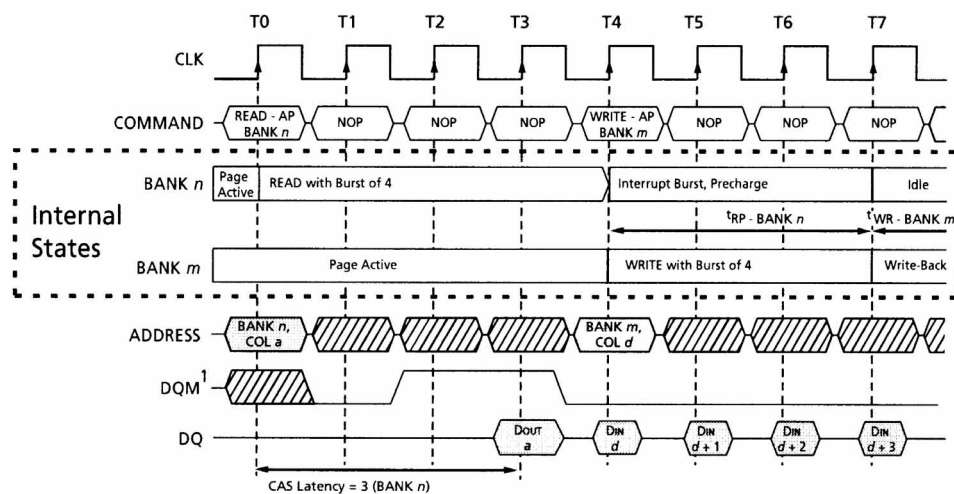 T0 T1 T2 T3 T4 T5 T6 T7
CLK
COMMAND
READ - AP
BANK n
NOP
NOP
NOP
WRITE - AP
BANK m
NOP
NOP
NOP
Internal
States
BANK n
Page
Active
READ with Burst of 4
Interrupt Burst, Precharge
Idle
tRP - BANK n
tWR - BANK m
BANK m
Page Active
WRITE with Burst of 4
Write-Back
ADDRESS
BANK n,
COL a
BANK m,
COL d
DQM1
DQ
DOUT
a
DIN
d
DIN
d + 1
DIN
d + 2
DIN
d + 3
CAS Latency = 3 (BANK n)